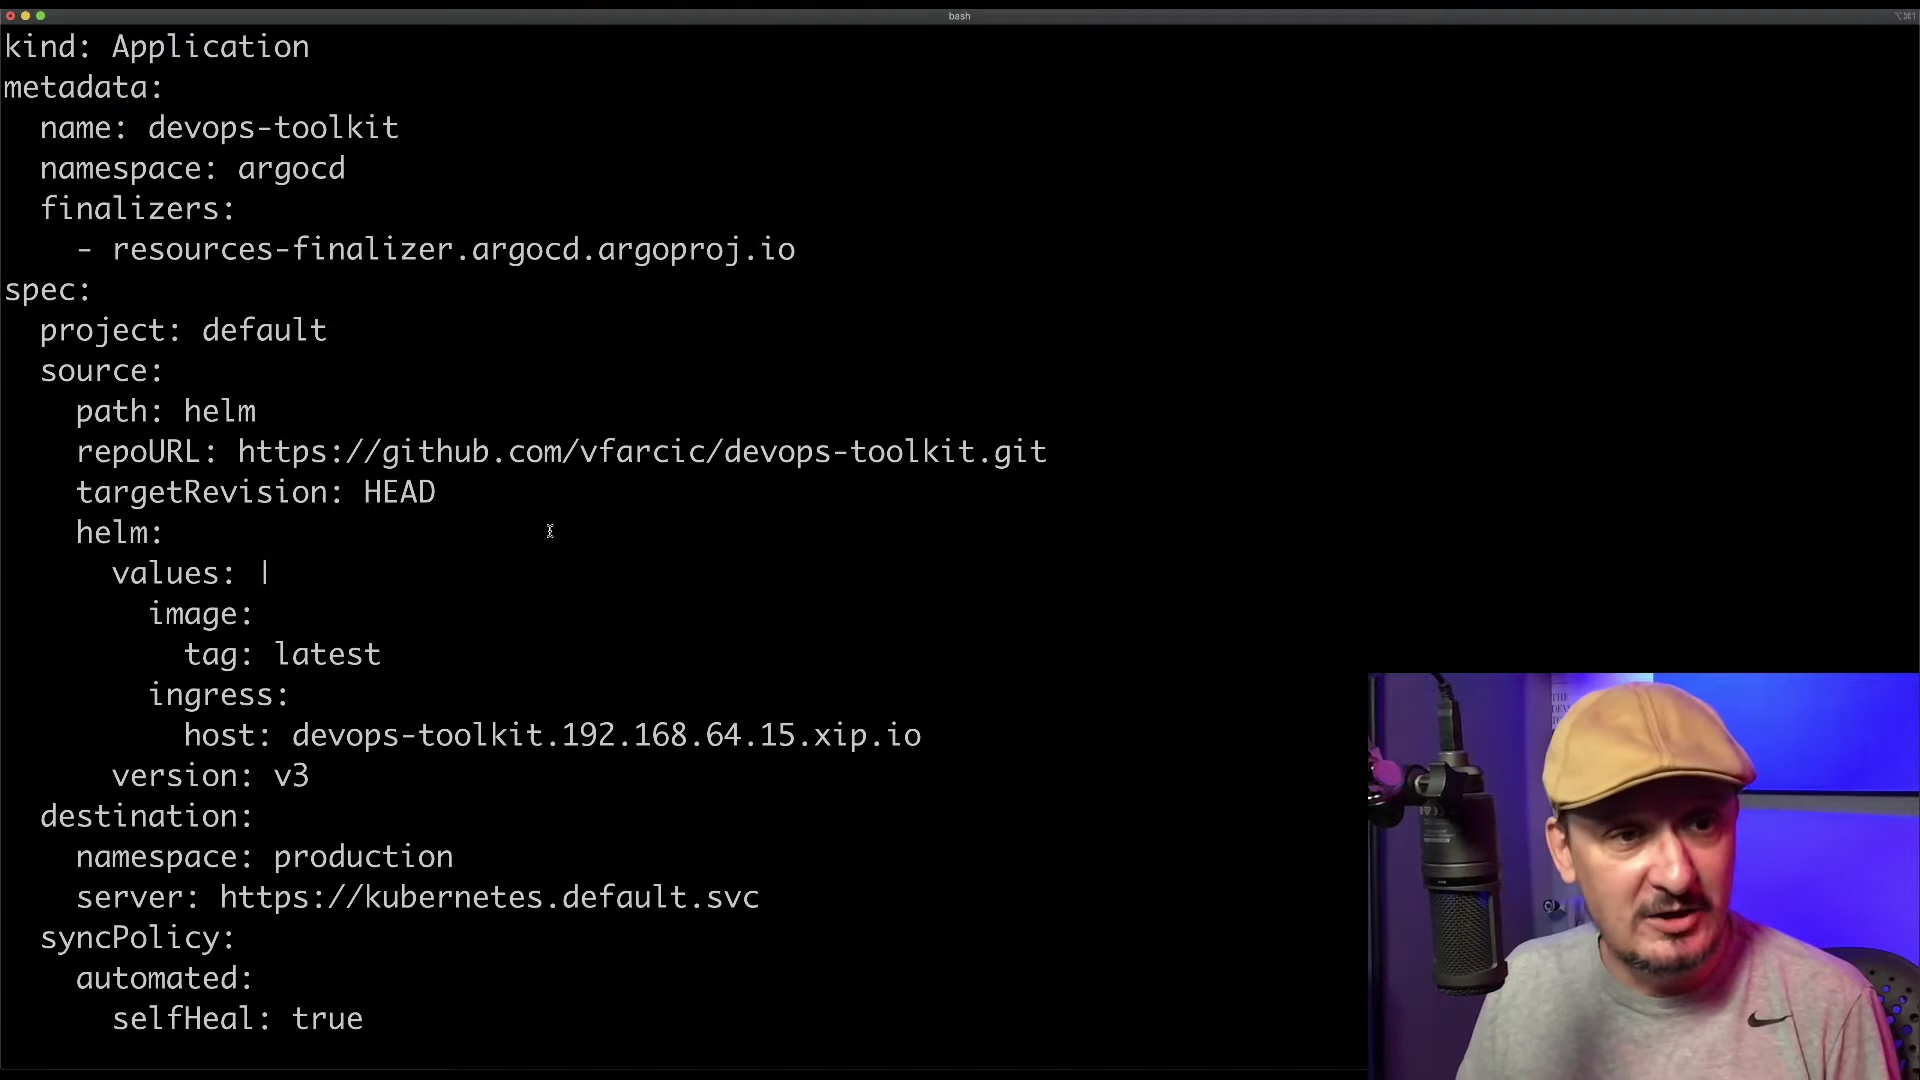 bash
⌥⌘1
kind: Application
metadata:
  name: devops-toolkit
  namespace: argocd
  finalizers:
    - resources-finalizer.argocd.argoproj.io
spec:
  project: default
  source:
    path: helm
    repoURL: https://github.com/vfarcic/devops-toolkit.git
    targetRevision: HEAD
    helm:
      values: |
        image:
          tag: latest
        ingress:
          host: devops-toolkit.192.168.64.15.xip.io
      version: v3
  destination:
    namespace: production
    server: https://kubernetes.default.svc
  syncPolicy:
    automated:
      selfHeal: true
THE